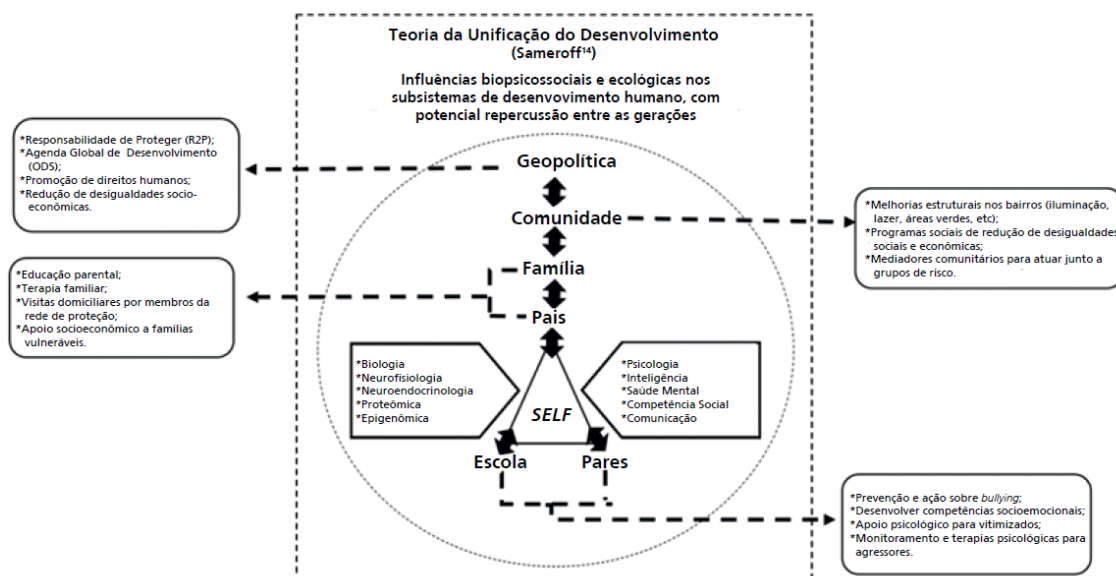 Teoria da Unificação do Desenvolvimento
(Sameroff¹⁴)
Influências biopsicossociais e ecológicas nos
subsistemas de desenvovimento humano, com
potencial repercussão entre as gerações
*Responsabilidade de Proteger (R2P);
*Agenda Global de Desenvolvimento
(ODS);
*Promoção de direitos humanos;
*Redução de desigualdades socio-
econômicas.
Geopolítica
Comunidade
*Melhorias estruturais nos bairros (iluminação,
lazer, áreas verdes, etc);
*Programas sociais de redução de desigualdades
sociais e econômicas;
*Mediadores comunitários para atuar junto a
grupos de risco.
Família
Pais
*Educação parental;
*Terapia familiar;
*Visitas domiciliares por membros da
rede de proteção;
*Apoio socioeconômico a famílias
vulneráveis.
*Biologia
*Neurofisiologia
*Neuroendocrinologia
*Proteômica
*Epigenômica
SELF
*Psicologia
*Inteligência
*Saúde Mental
*Competência Social
*Comunicação
Escola
Pares
*Prevenção e ação sobre bullying;
*Desenvolver competências socioemocionais;
*Apoio psicológico para vitimizados;
*Monitoramento e terapias psicológicas para
agressores.